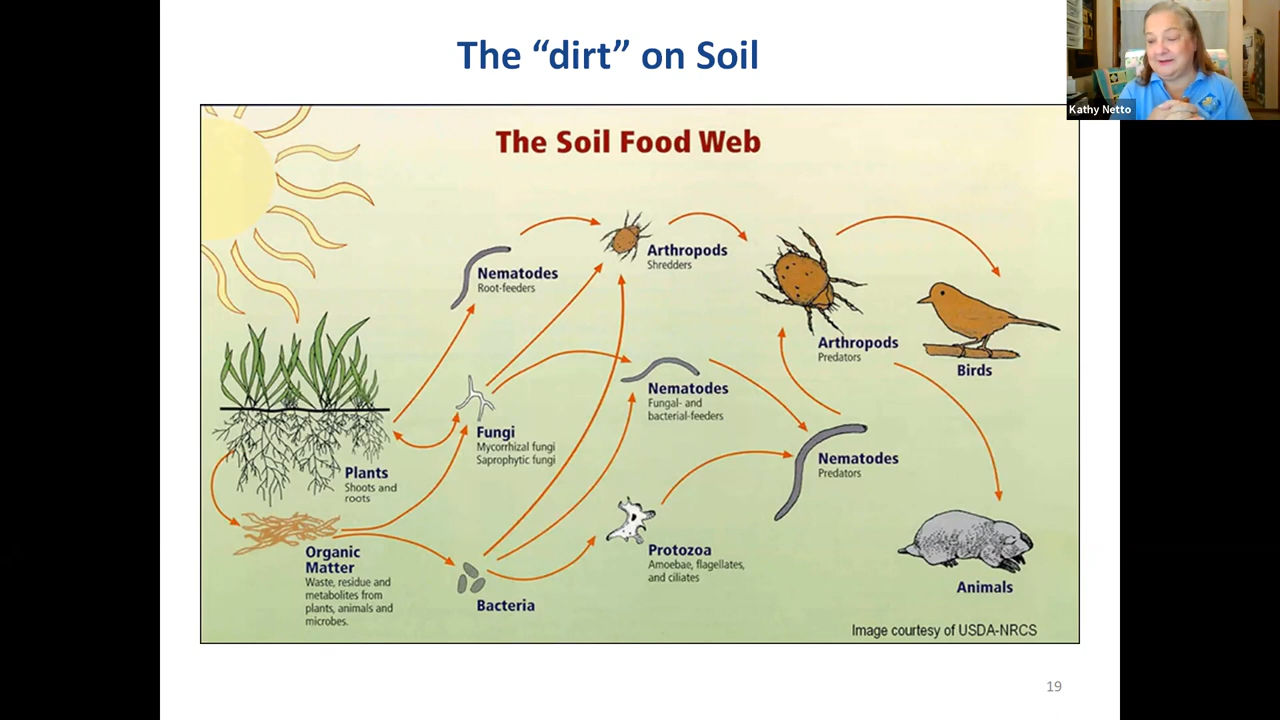 The “dirt” on Soil
Kathy Netto
The Soil Food Web
Arthropods
Shredders
Nematodes
Root-feeders
Arthropods
Predators
Birds
Nematodes
Fungal- and
bacterial-feeders
Fungi
Mycorrhizal fungi
Saprophytic fungi
Nematodes
Predators
Plants
Shoots and
roots
Organic
Matter
Waste, residue and
metabolites from
plants, animals and
microbes.
Protozoa
Amoebae, flagellates,
and ciliates
Bacteria
Animals
Image courtesy of USDA-NRCS
19